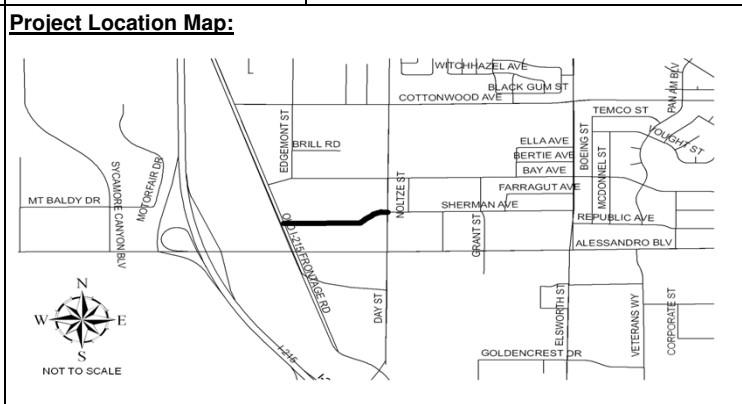 Project Location Map:
WITCHHAZEL AVE
BLACK GUM ST
COTTONWOOD AVE
PAN AM BLV
TEMCO ST
VOUGHT ST
EDGEMONT ST
BRILL RD
ELLA AVE
BERTIE AVE
BAY AVE
BOEING ST
MCDONNEL ST
MOTORFAIR DR
SYCAMORE CANYON BLV
MT BALDY DR
NOLTZE ST
FARRAGUT AVE
SHERMAN AVE
REPUBLIC AVE
GRANT ST
ALESSANDRO BLV
OLD I-215 FRONTAGE RD
DAY ST
ELSWORTH ST
VETERANS WY
CORPORATE ST
I-215
GOLDENCREST DR
N
W
E
S
NOT TO SCALE